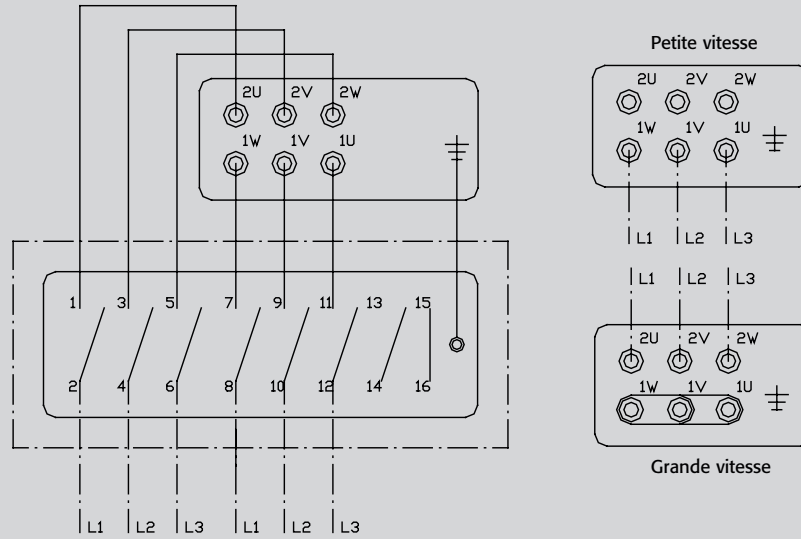 Petite vitesse
2U 2V 2W
1W 1V 1U
2U 2V 2W
1W 1V 1U
L1 L2 L3
L1 L2 L3
1 3 5 7 9 11 13 15
2 4 6 8 10 12 14 16
2U 2V 2W
1W 1V 1U
Grande vitesse
L1 L2 L3 L1 L2 L3